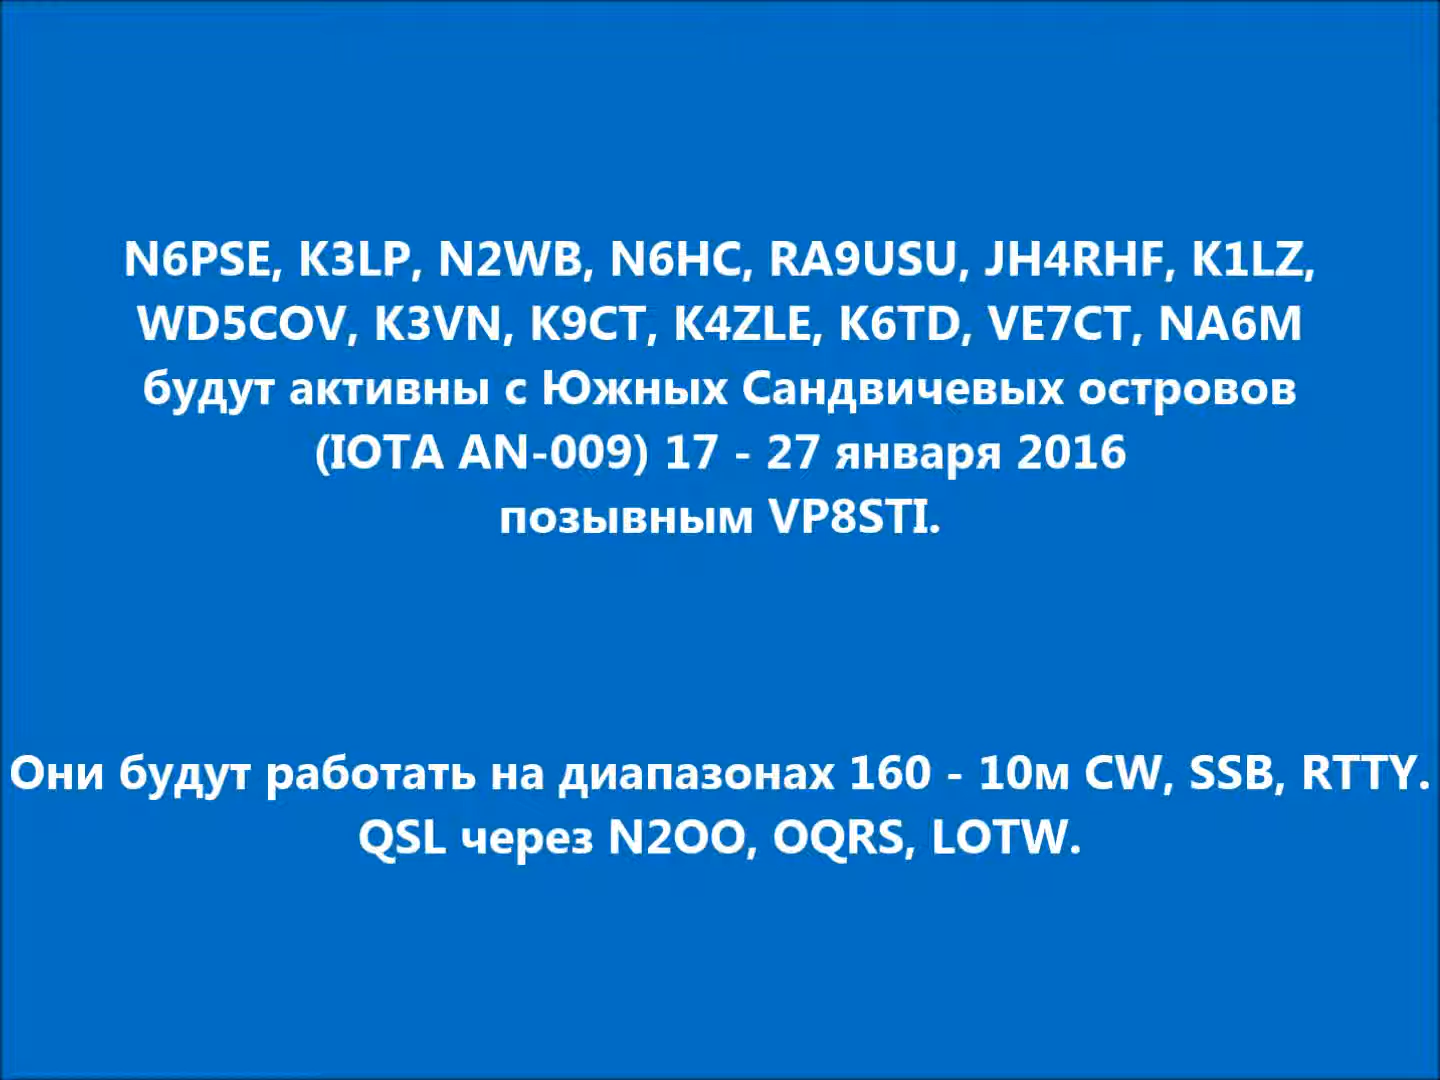 N6PSE, K3LP, N2WB, N6HC, RA9USU, JH4RHF, K1LZ,
WD5COV, K3VN, K9CT, K4ZLE, K6TD, VE7CT, NA6M
будут активны с Южных Сандвичевых островов
(IOTA AN-009) 17 - 27 января 2016
позывным VP8STI.
Они будут работать на диапазонах 160 - 10м CW, SSB, RTTY.
QSL через N2OO, OQRS, LOTW.